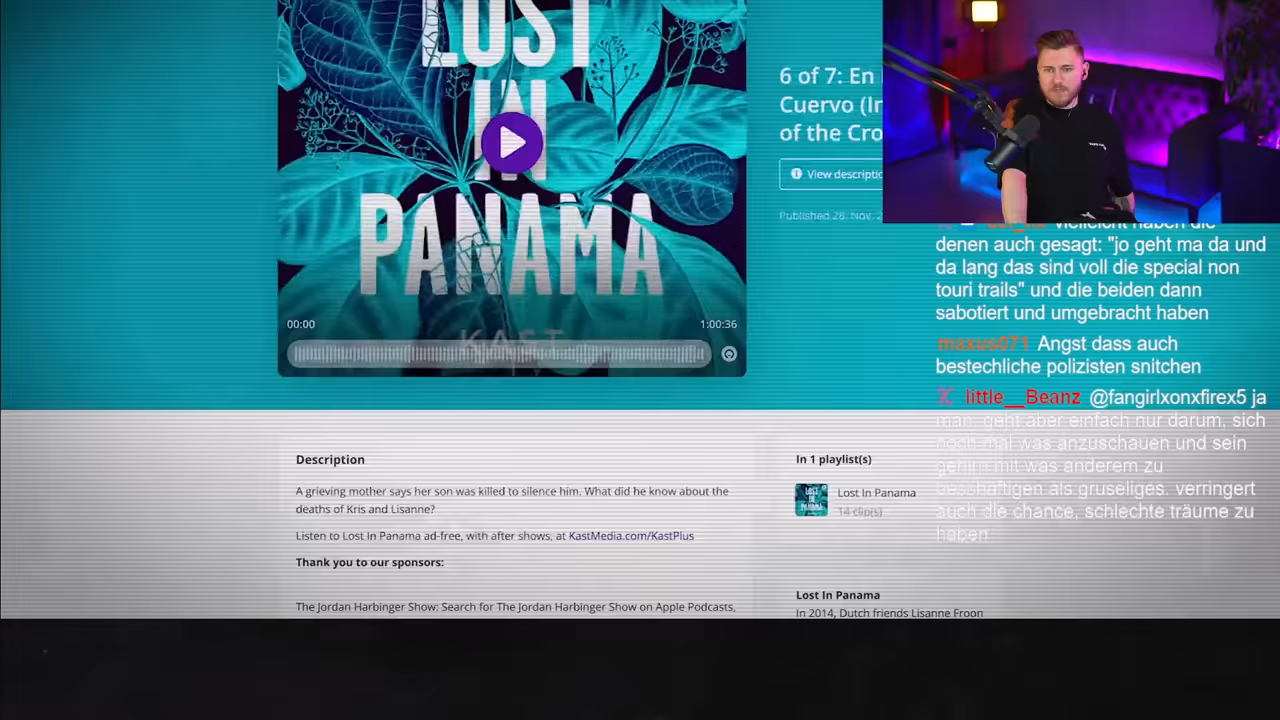 LOST
IN
PANAMA
KAST
00:00
1:00:36
6 of 7: En
Cuervo (In
of the Cro
View descriptio
Published 28. Nov. 2
vielleicht haben die
denen auch gesagt: "jo geht ma da und
da lang das sind voll die special non
touri trails" und die beiden dann
sabotiert und umgebracht haben
maxus071 Angst dass auch
bestechliche polizisten snitchen
little__Beanz @fangirlxonxfirex5 ja
man, geht aber einfach nur darum, sich
noch mal was anzuschauen und sein
gehirn mit was anderem zu
beschäftigen als gruseliges. verringert
auch die chance, schlechte träume zu
haben
Description
A grieving mother says her son was killed to silence him. What did he know about the
deaths of Kris and Lisanne?
Listen to Lost In Panama ad-free, with after shows, at KastMedia.com/KastPlus
Thank you to our sponsors:
The Jordan Harbinger Show: Search for The Jordan Harbinger Show on Apple Podcasts,
In 1 playlist(s)
LOST
IN
PANAMA
Lost In Panama
14 clip(s)
Lost In Panama
In 2014, Dutch friends Lisanne Froon